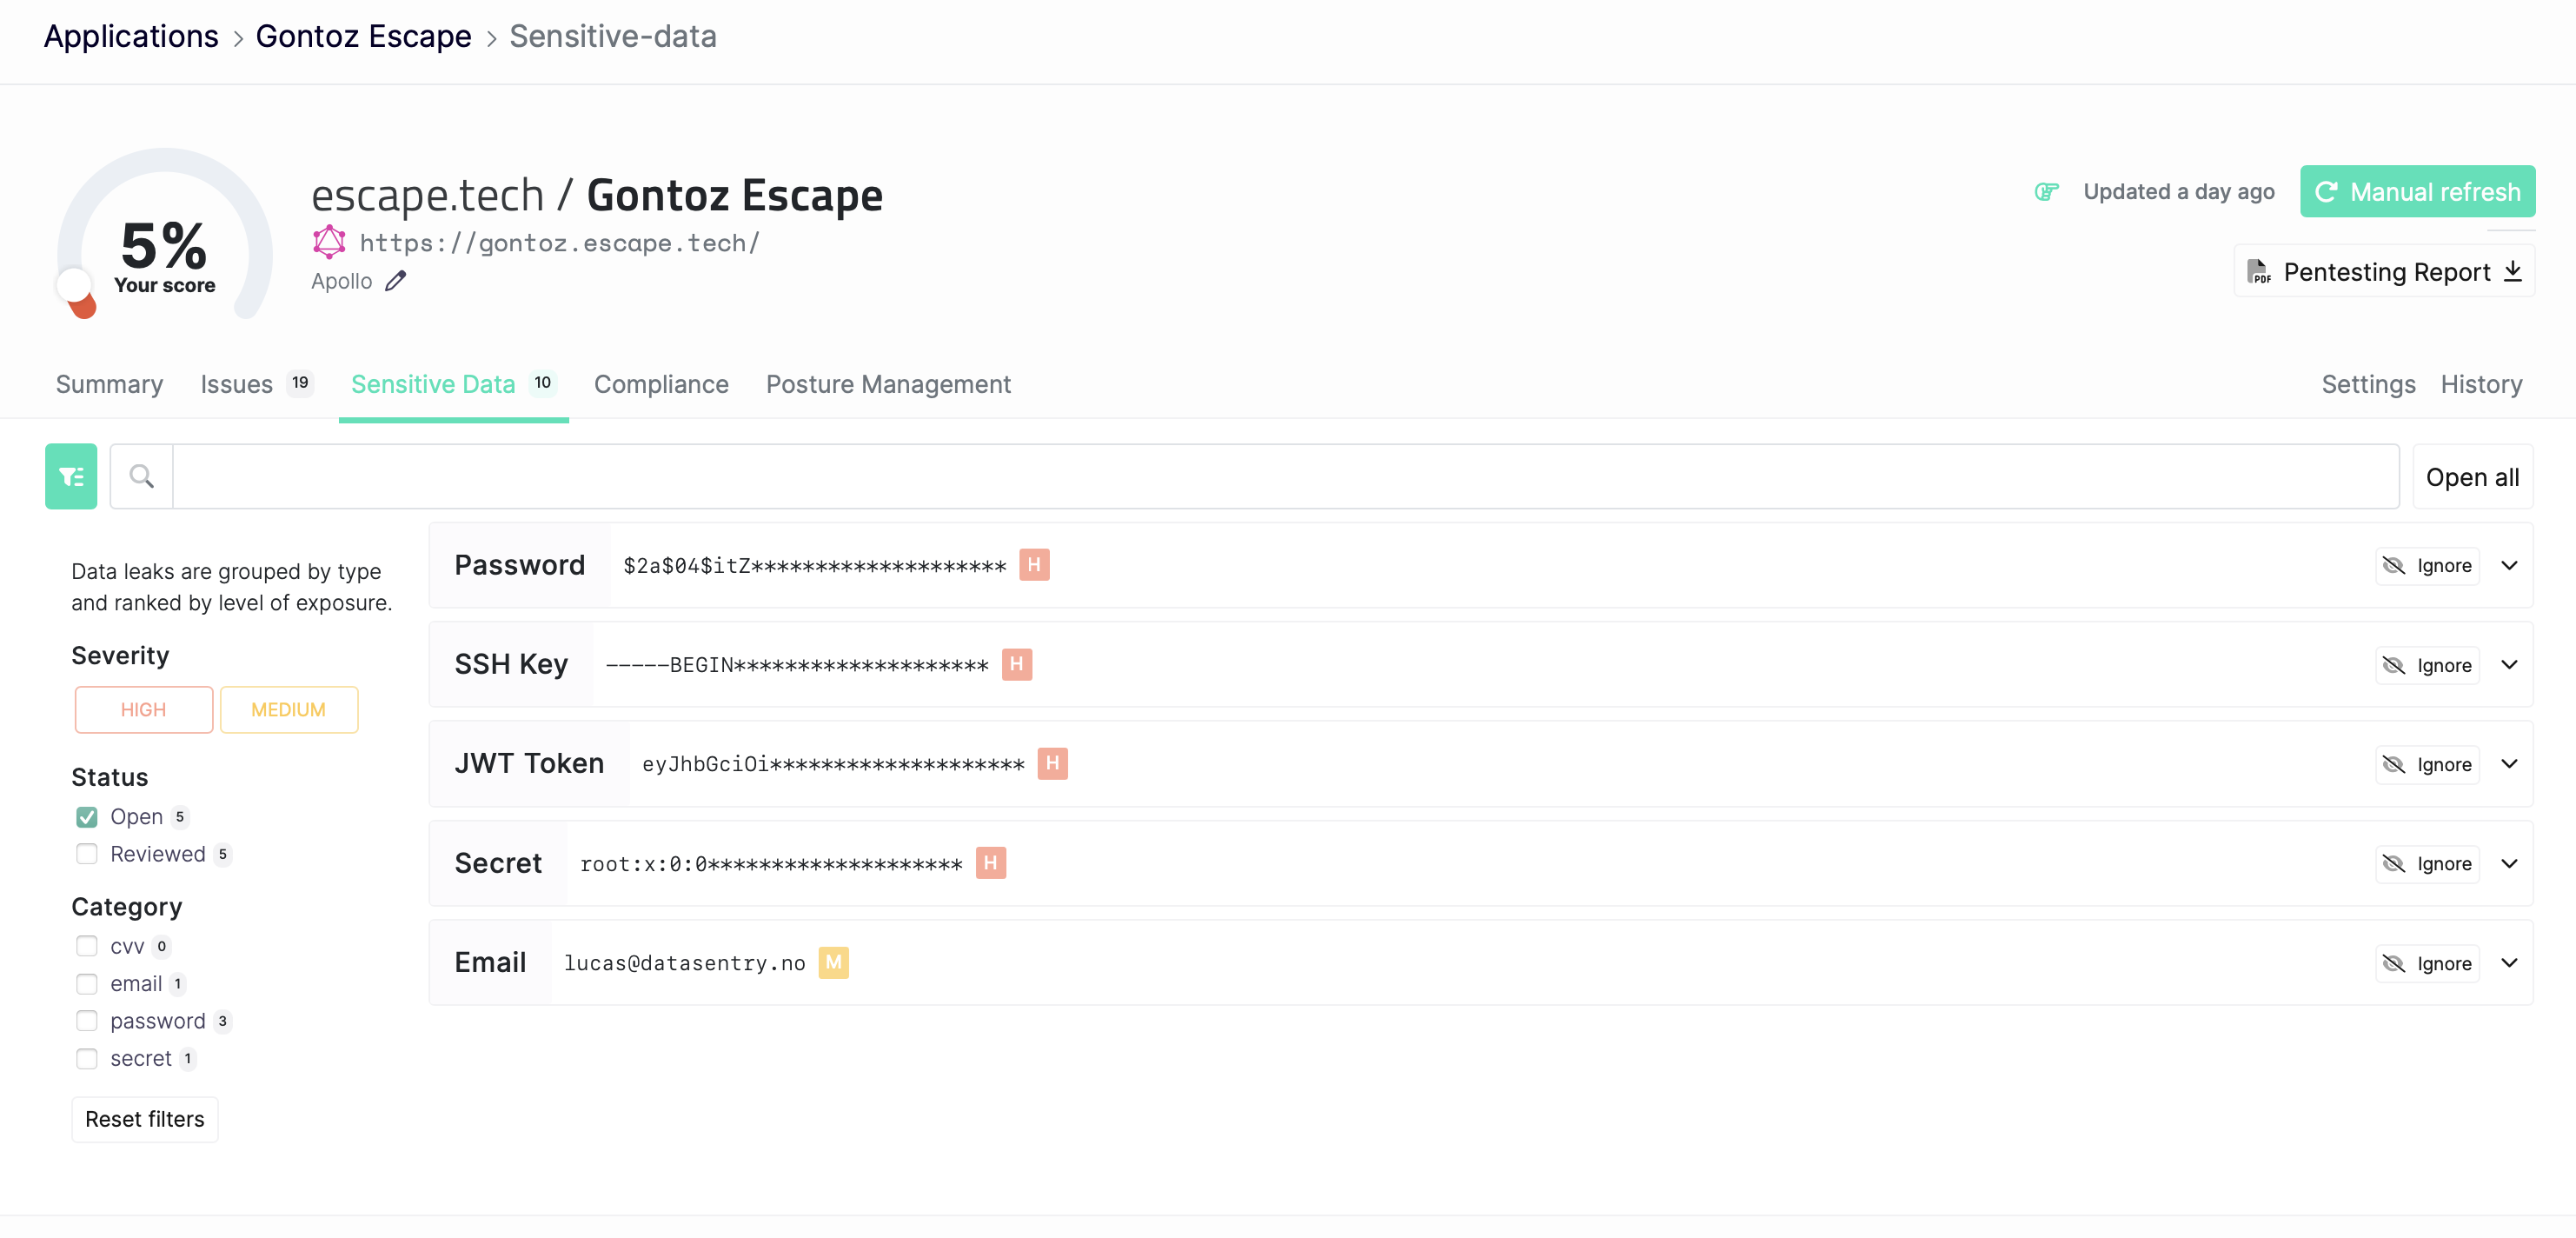 Applications > Gontoz Escape > Sensitive-data
5%
Your score
escape.tech / Gontoz Escape
https://gontoz.escape.tech/
Apollo
Updated a day ago
Manual refresh
PDF Pentesting Report
Summary Issues 19 Sensitive Data 10 Compliance Posture Management Settings History
Open all
Data leaks are grouped by type
and ranked by level of exposure.
Severity
HIGH MEDIUM
Status
Open 5
Reviewed 5
Category
cvv 0
email 1
password 3
secret 1
Reset filters
Password $2a$04$itZ******************** H Ignore
SSH Key -----BEGIN******************** H Ignore
JWT Token eyJhbGciOi******************** H Ignore
Secret root:x:0:0******************** H Ignore
Email lucas@datasentry.no M Ignore